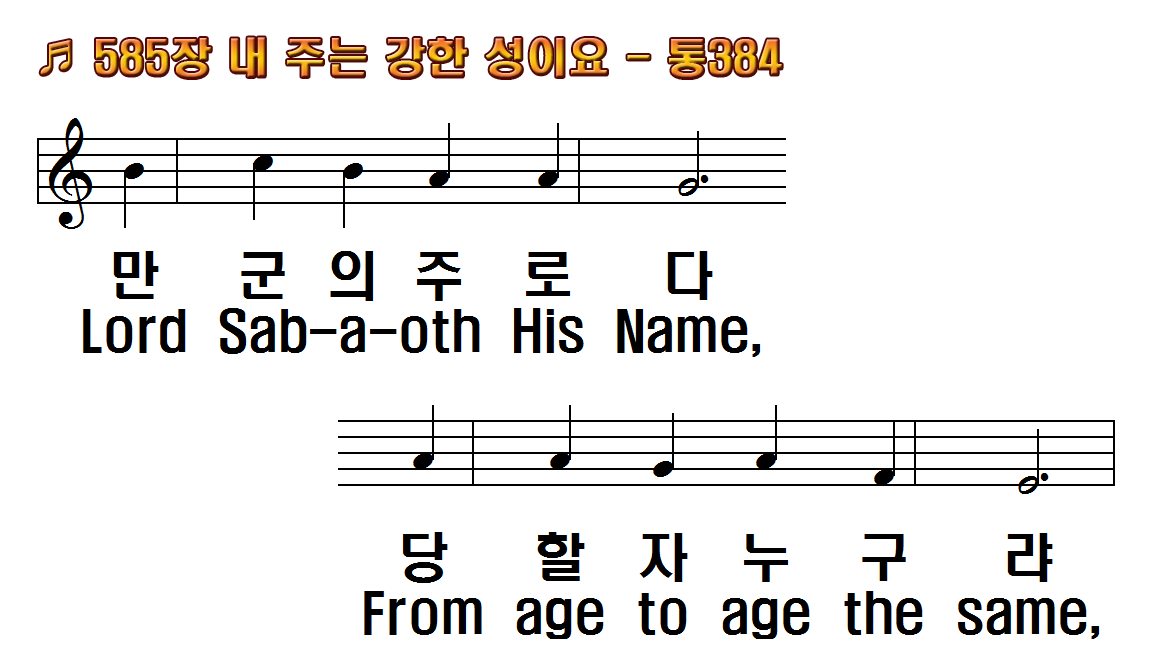 ♬ 585장 내 주는 강한 성이요 - 통384
만 군 의 주 로 다
Lord Sab-a-oth His Name,
당 할 자 누 구 랴
From age to age the same,